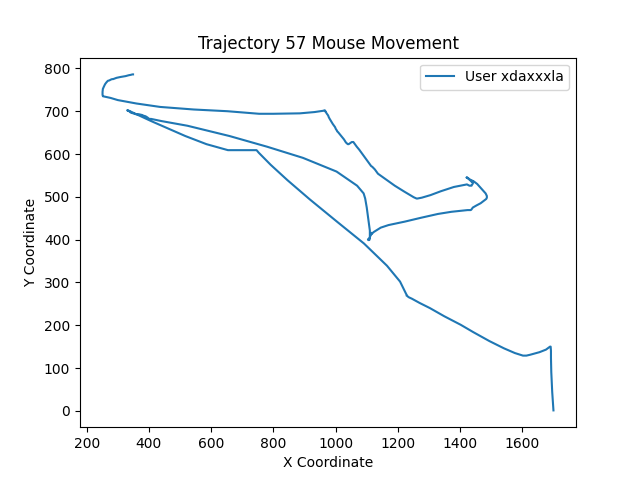 Trajectory 57 Mouse Movement
User xdaxxxla
Y Coordinate
800
700
600
500
400
300
200
100
0
200 400 600 800 1000 1200 1400 1600
X Coordinate